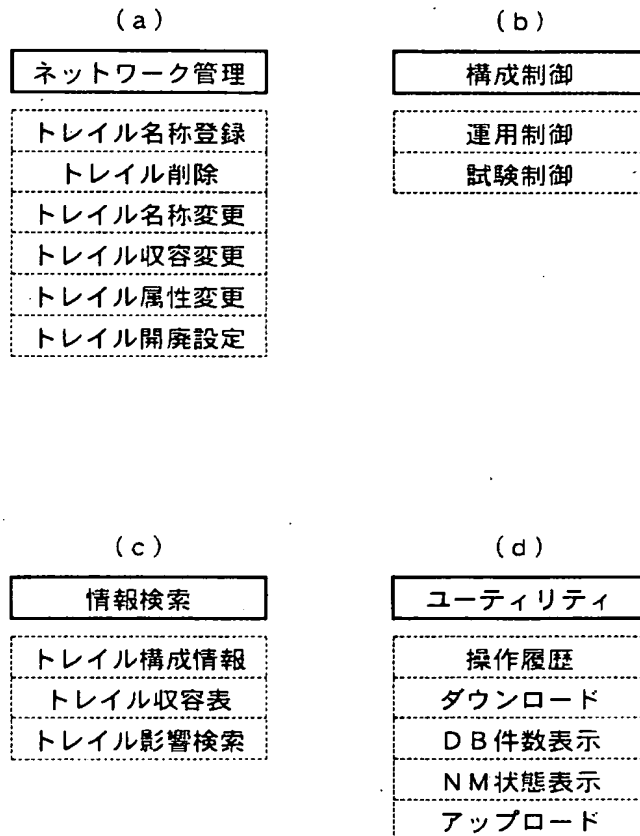 (a)
ネットワーク管理
トレイル名称登録
トレイル削除
トレイル名称変更
トレイル収容変更
トレイル属性変更
トレイル開廃設定
(b)
構成制御
運用制御
試験制御
(c)
情報検索
トレイル構成情報
トレイル収容表
トレイル影響検索
(d)
ユーティリティ
操作履歴
ダウンロード
DB件数表示
NM状態表示
アップロード